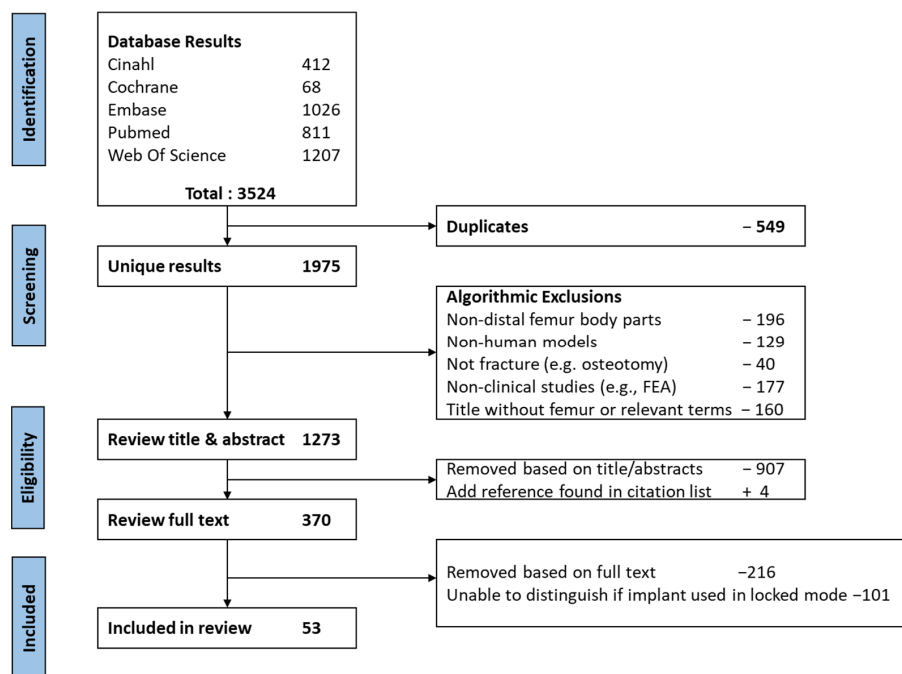 Identification
Database Results
Cinahl 412
Cochrane 68
Embase 1026
Pubmed 811
Web Of Science 1207
Total : 3524
Duplicates − 549
Screening
Unique results 1975
Algorithmic Exclusions
Non-distal femur body parts − 196
Non-human models − 129
Not fracture (e.g. osteotomy) − 40
Non-clinical studies (e.g., FEA) − 177
Title without femur or relevant terms − 160
Eligibility
Review title & abstract 1273
Removed based on title/abstracts − 907
Add reference found in citation list + 4
Review full text 370
Included
Removed based on full text −216
Unable to distinguish if implant used in locked mode −101
Included in review 53